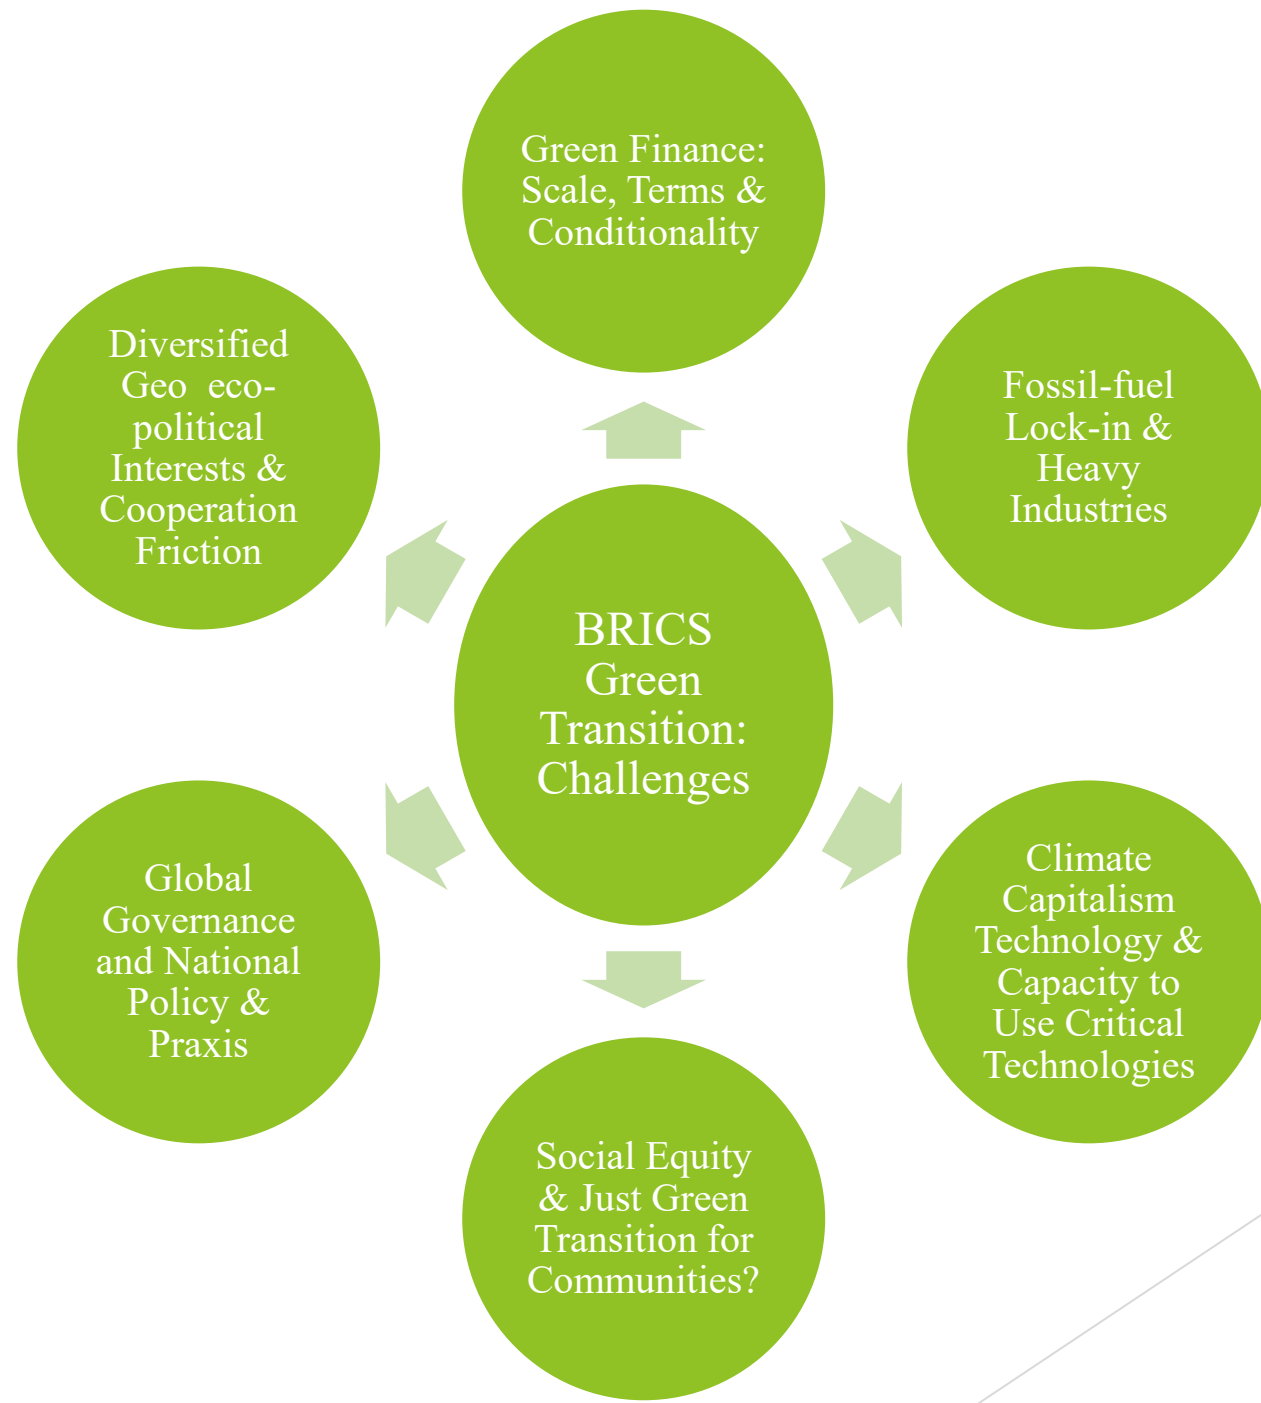 Green Finance:
Scale, Terms &
Conditionality
Fossil-fuel
Lock-in &
Heavy
Industries
Climate
Capitalism
Technology &
Capacity to
Use Critical
Technologies
Social Equity
& Just Green
Transition for
Communities?
Global
Governance
and National
Policy &
Praxis
Diversified
Geo  eco-
political
Interests &
Cooperation
Friction
BRICS
Green
Transition:
Challenges